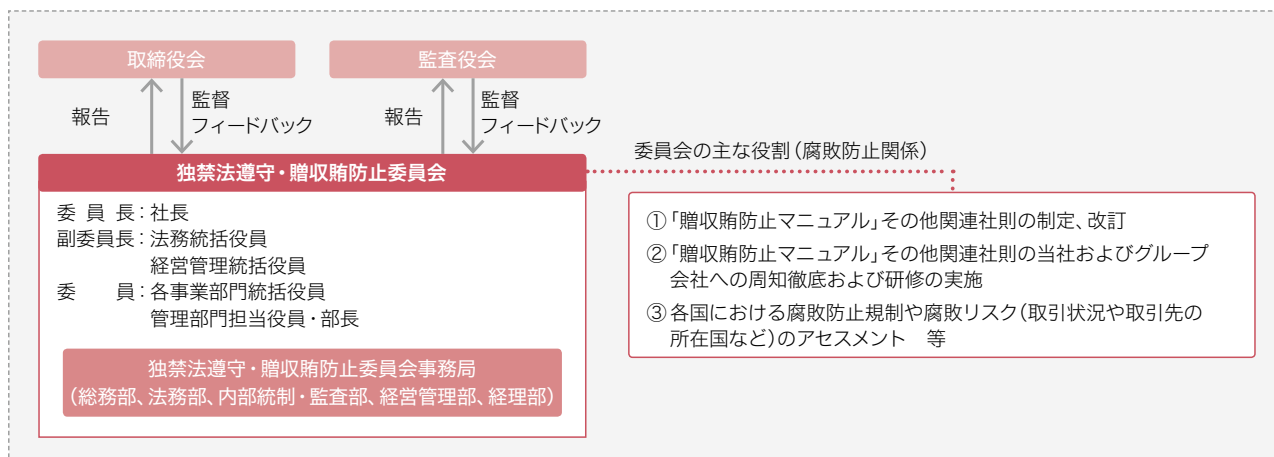 取締役会
監査役会
報告
監督
フィードバック
報告
監督
フィードバック
独禁法遵守・贈収賄防止委員会
委員長：社長
副委員長：法務統括役員
経営管理統括役員
委　　員：各事業部門統括役員
管理部門担当役員・部長
独禁法遵守・贈収賄防止委員会事務局
（総務部、法務部、内部統制・監査部、経営管理部、経理部）
委員会の主な役割（腐敗防止関係）
①「贈収賄防止マニュアル」その他関連社則の制定、改訂
②「贈収賄防止マニュアル」その他関連社則の当社およびグループ
会社への周知徹底および研修の実施
③各国における腐敗防止規制や腐敗リスク（取引状況や取引先の
所在国など）のアセスメント　等